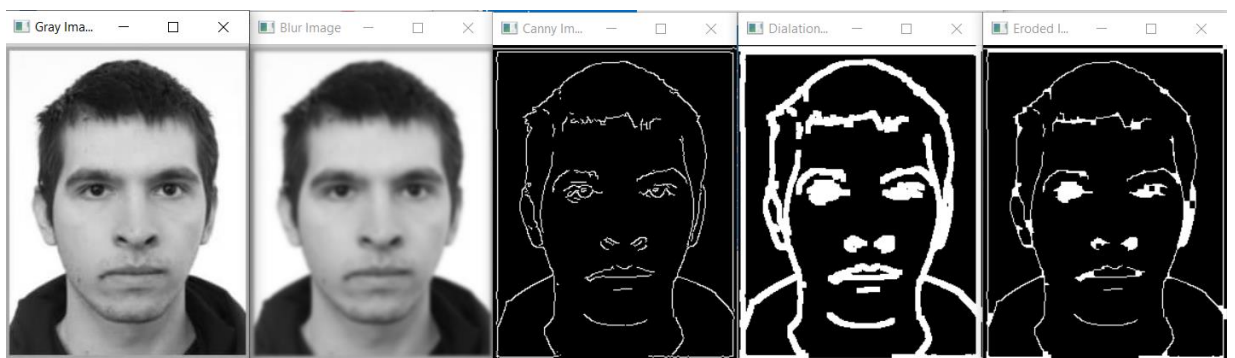 Gray Ima...
Blur Image
Canny Im...
Dialation...
Eroded I...